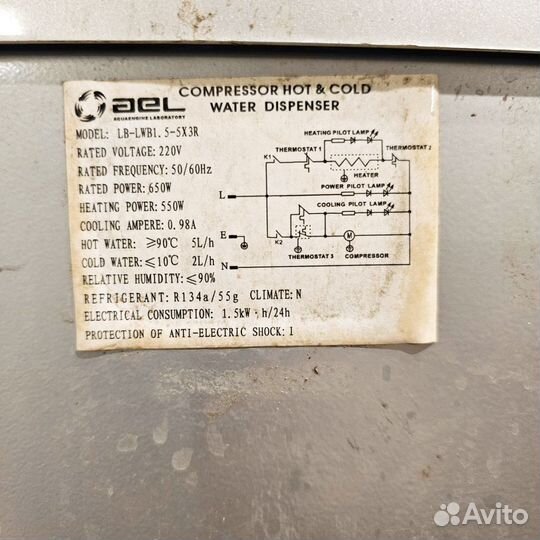 ael
AQUAENGINE LABORATORY
COMPRESSOR HOT & COLD
WATER DISPENSER
MODEL: LB-LWB1.5-5X3R
RATED VOLTAGE: 220V
RATED FREQUENCY: 50/60Hz
RATED POWER: 650W
HEATING POWER: 550W
COOLING AMPERE: 0.98A
HOT WATER: ≥90℃ 5L/h
COLD WATER: ≤10℃ 2L/h
RELATIVE HUMIDITY: ≤90%
REFRIGERANT: R134a/55g CLIMATE: N
ELECTRICAL CONSUMPTION: 1.5kW·h/24h
PROTECTION OF ANTI-ELECTRIC SHOCK: 1
HEATING PILOT LAMP
K1
THERMOSTAT 1
THERMOSTAT 2
HEATER
L
POWER PILOT LAMP
COOLING PILOT LAMP
E
K2
M
N
THERMOSTAT 3
COMPRESSOR
Avito